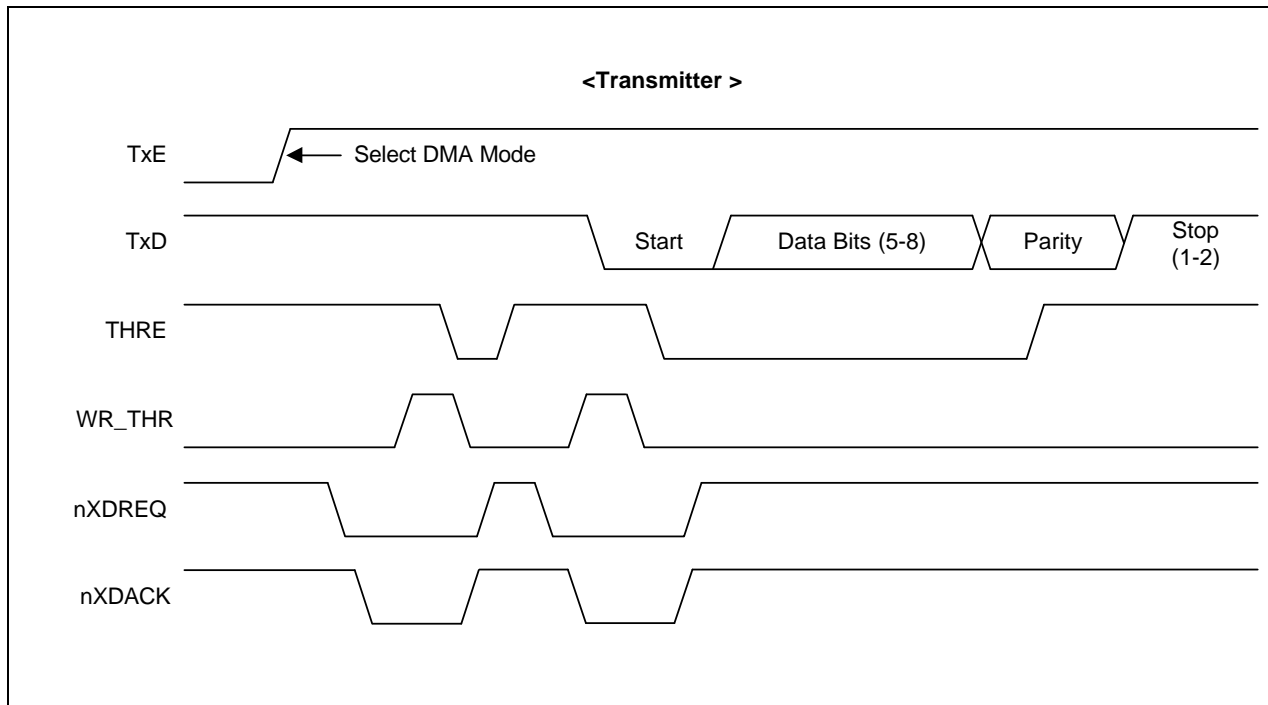 <Transmitter >
TxE
Select DMA Mode
TxD
Start
Data Bits (5-8)
Parity
Stop
(1-2)
THRE
WR_THR
nXDREQ
nXDACK